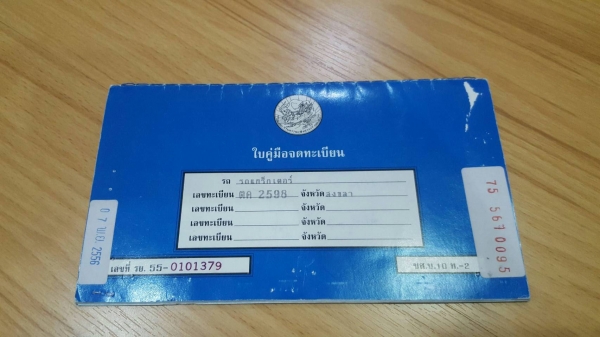 ใบคู่มือจดทะเบียน
รถ รถแทร็กเตอร์
เลขทะเบียน ตค 2598 จังหวัด สงขลา
เลขทะเบียน จังหวัด
เลขทะเบียน จังหวัด
เลขทะเบียน จังหวัด
0 7 พ.ย. 2556
75 5610095
เลขที่ รย. 55-0101379